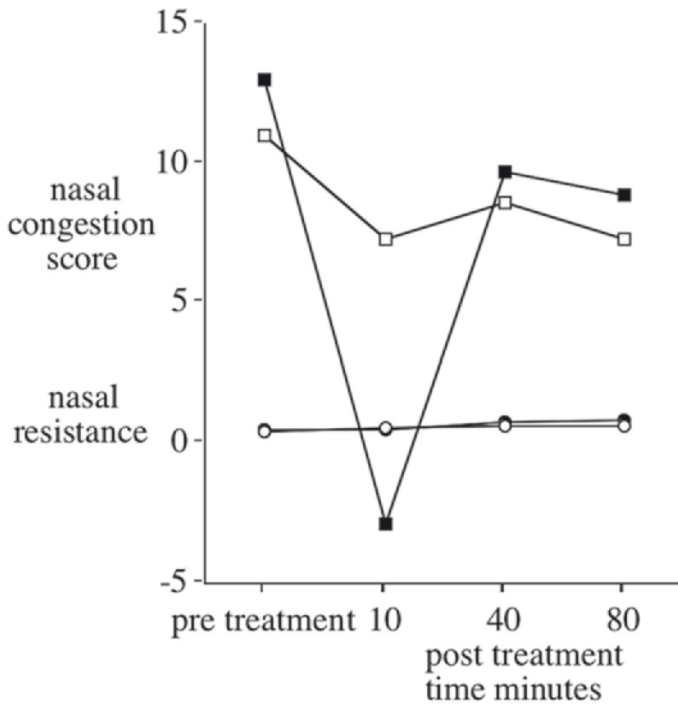 15
10
nasal
congestion
score
5
nasal
resistance
0
-5
pre treatment 10 40 80
post treatment
time minutes